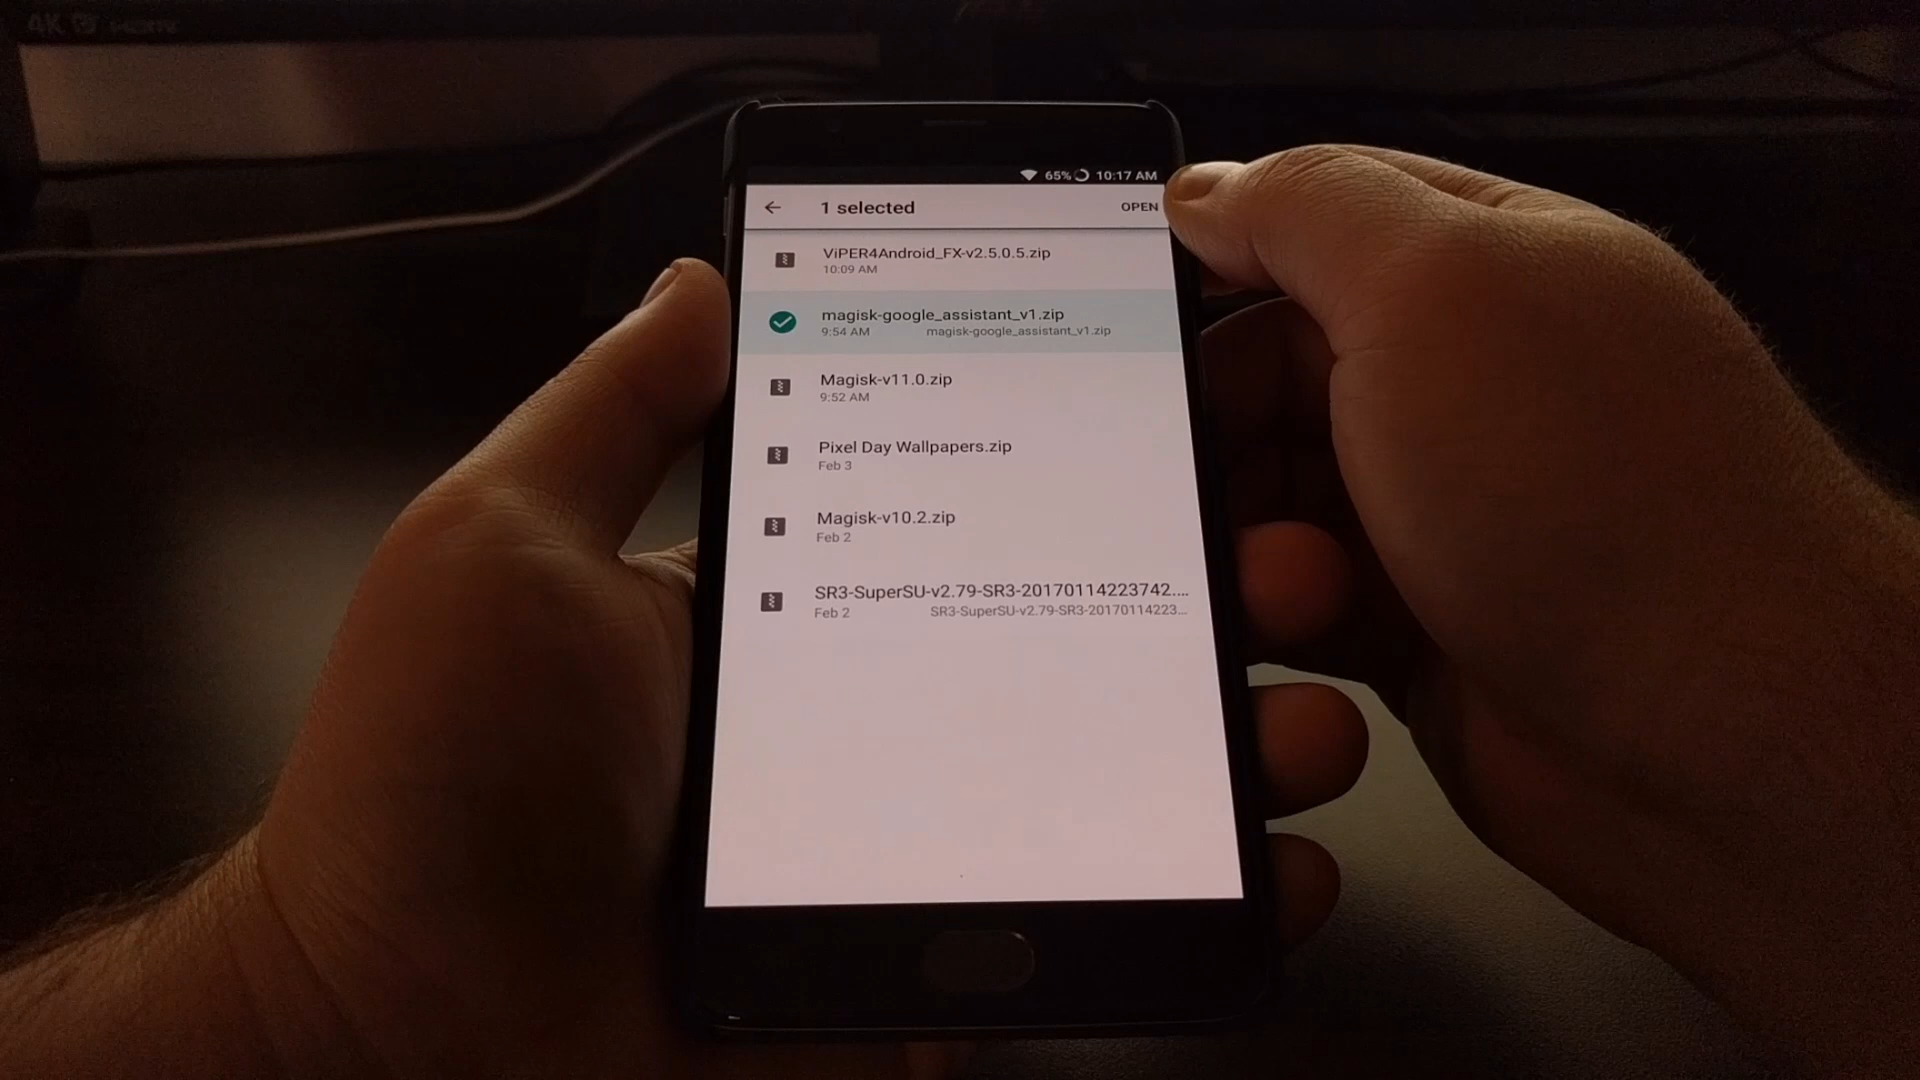 4K HDMI
65% 10:17 AM
1 selected OPEN
ViPER4Android_FX-v2.5.0.5.zip
10:09 AM
magisk-google_assistant_v1.zip
9:54 AM magisk-google_assistant_v1.zip
Magisk-v11.0.zip
9:52 AM
Pixel Day Wallpapers.zip
Feb 3
Magisk-v10.2.zip
Feb 2
SR3-SuperSU-v2.79-SR3-20170114223742....
Feb 2 SR3-SuperSU-v2.79-SR3-20170114223...